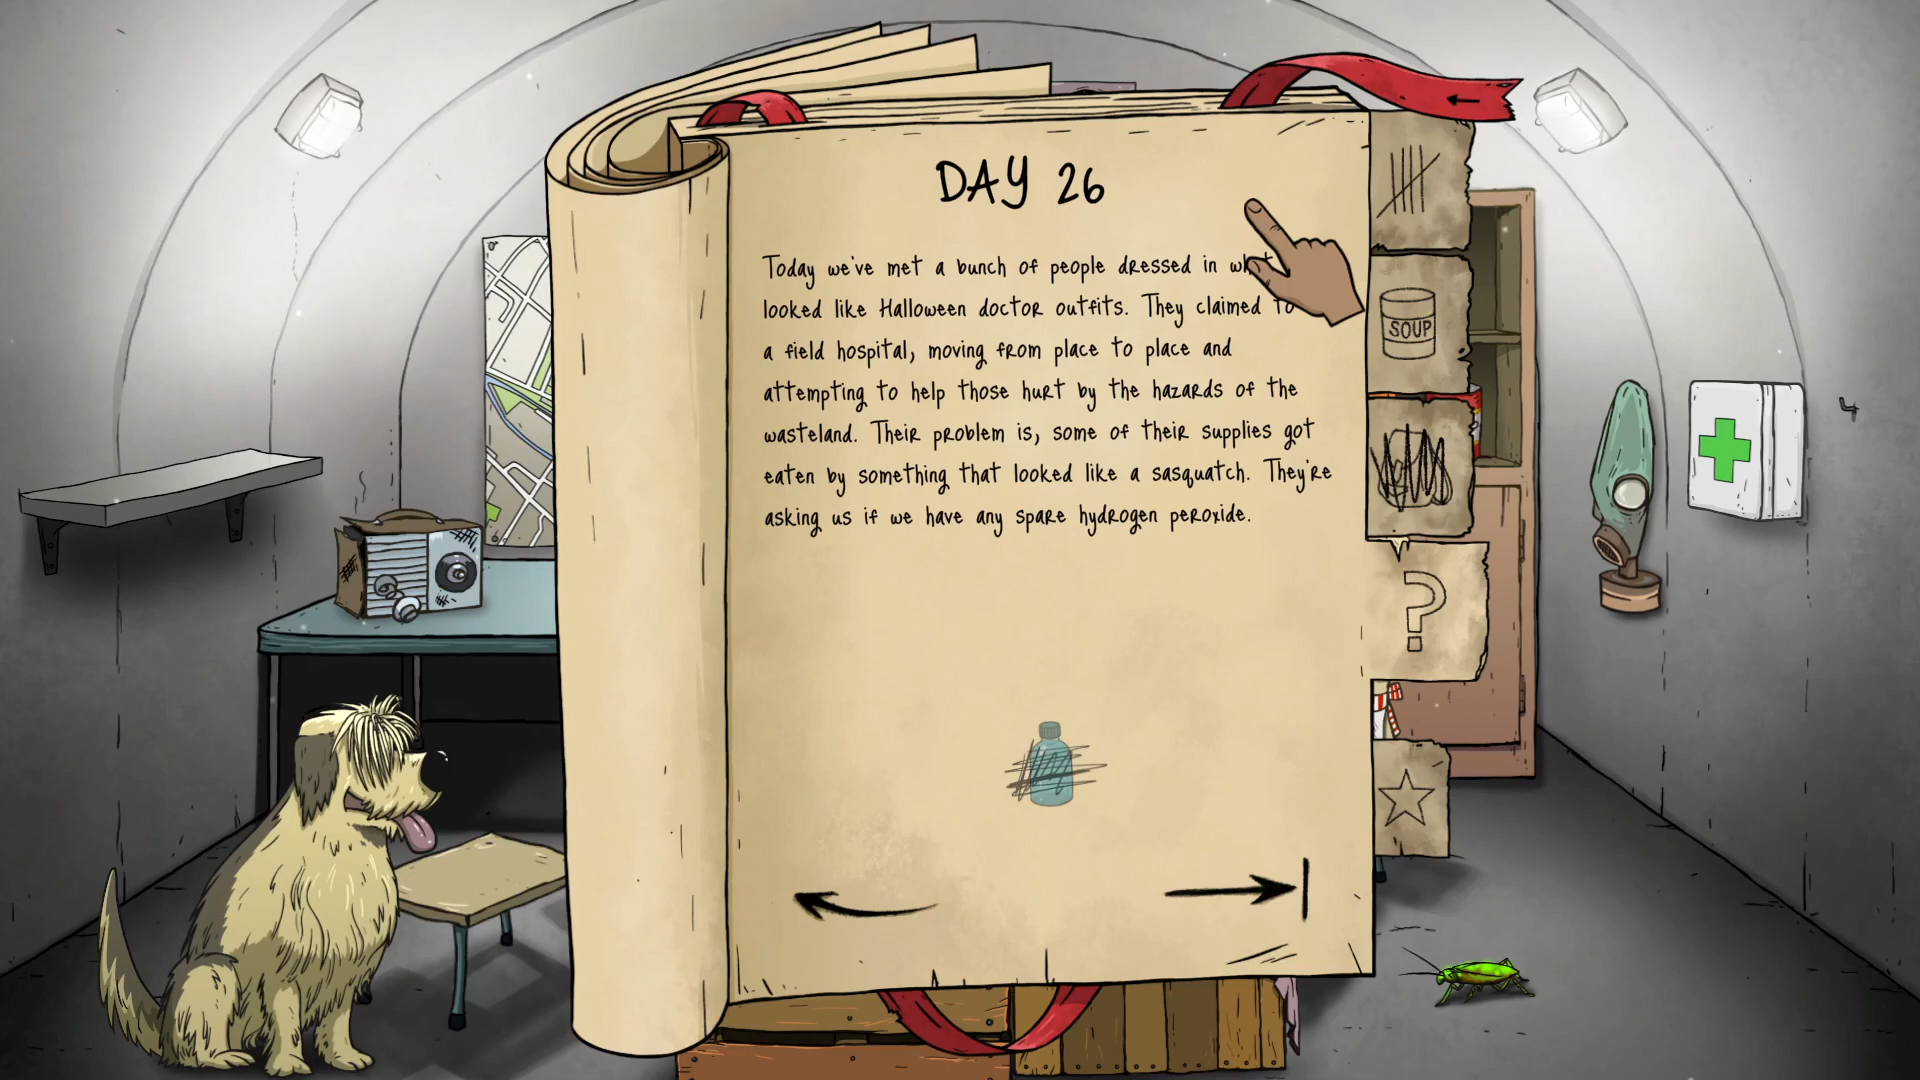 DAY 26
Today we've met a bunch of people dressed in
looked like Halloween doctor outfits. They claimed to
a field hospital, moving from place to place and
attempting to help those hurt by the hazards of the
wasteland. Their problem is, some of their supplies got
eaten by something that looked like a sasquatch. They're
asking us if we have any spare hydrogen peroxide.
SOUP
?